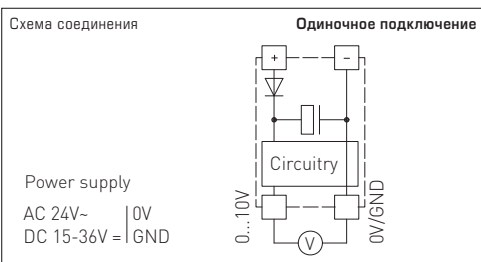 Схема соединения
Одиночное подключение
+ −
Circuitry
Power supply
AC 24V~ | 0V
DC 15-36V = | GND
0...10V
0V/GND
V